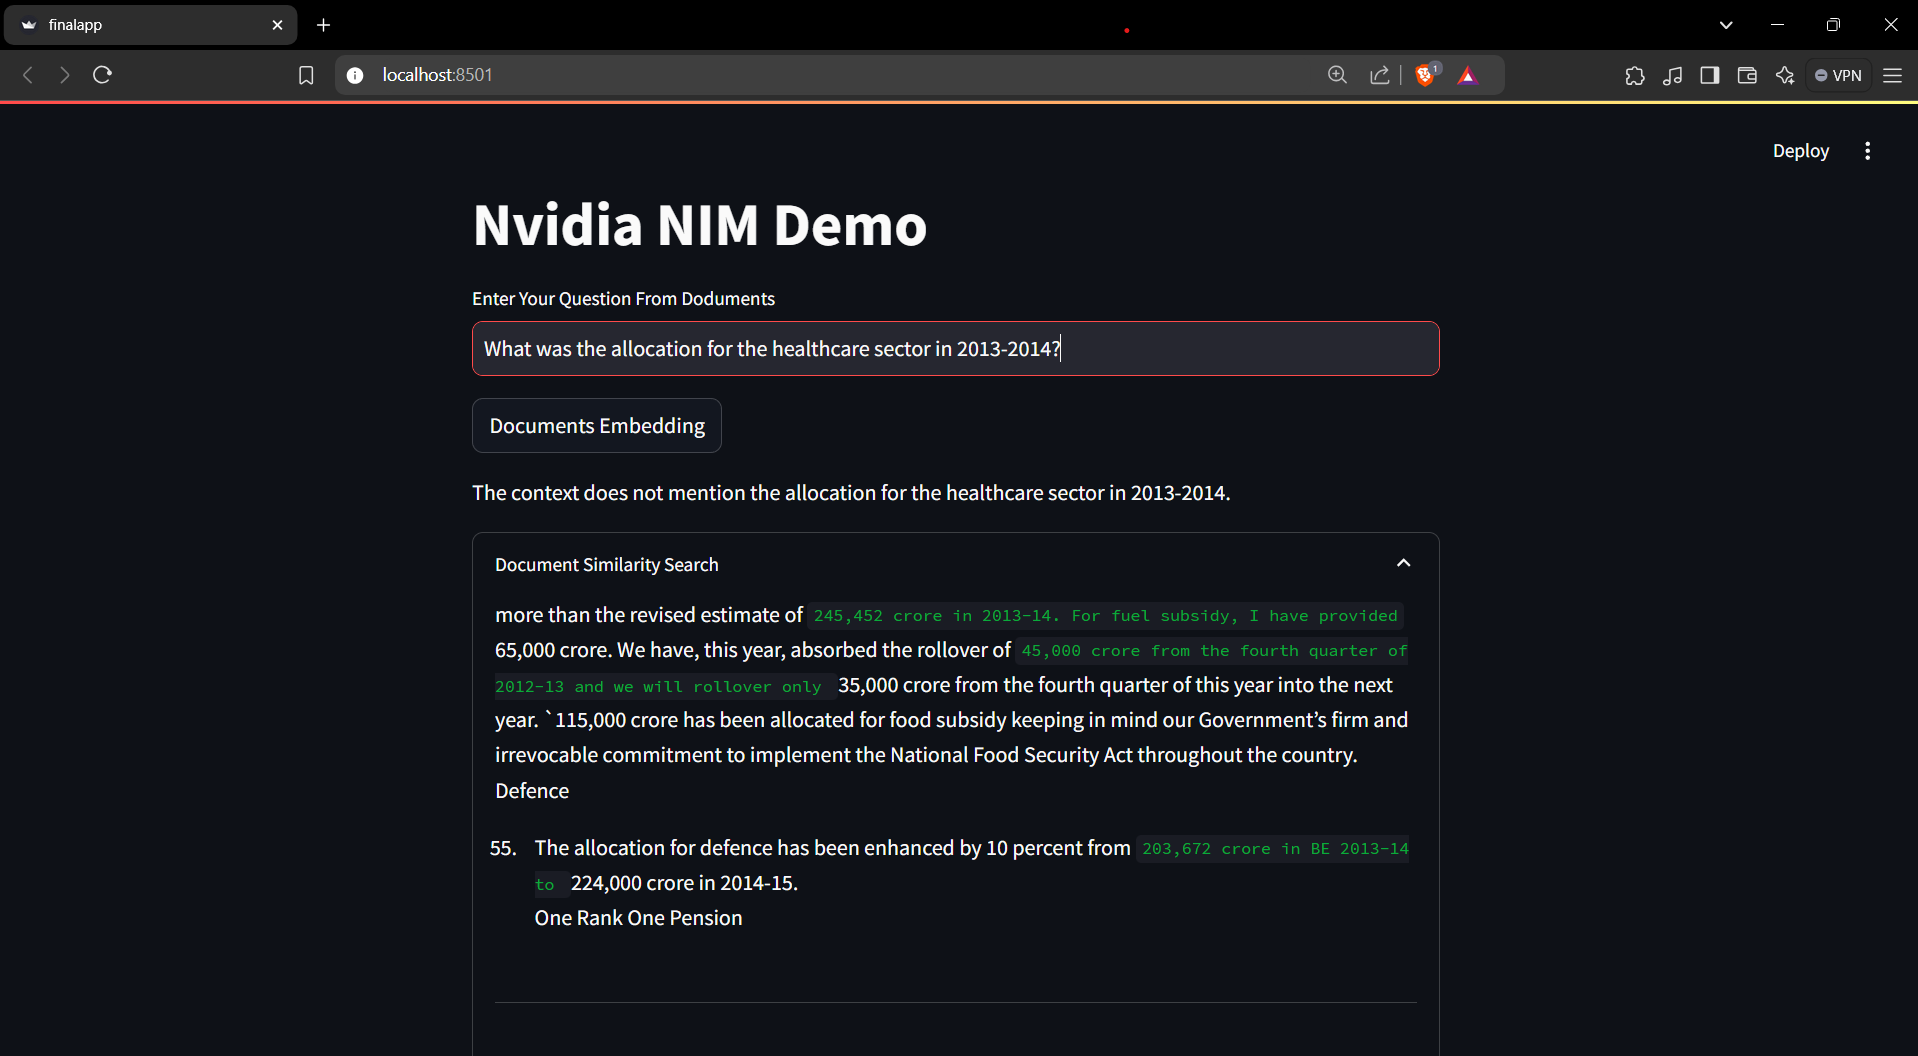 finalapp
localhost:8501
1
VPN
Deploy
Nvidia NIM Demo
Enter Your Question From Doduments
What was the allocation for the healthcare sector in 2013-2014?
Documents Embedding
The context does not mention the allocation for the healthcare sector in 2013-2014.
Document Similarity Search
more than the revised estimate of 245,452 crore in 2013-14. For fuel subsidy, I have provided
65,000 crore. We have, this year, absorbed the rollover of 45,000 crore from the fourth quarter of
2012-13 and we will rollover only 35,000 crore from the fourth quarter of this year into the next
year. `115,000 crore has been allocated for food subsidy keeping in mind our Government’s firm and
irrevocable commitment to implement the National Food Security Act throughout the country.
Defence
55. The allocation for defence has been enhanced by 10 percent from 203,672 crore in BE 2013-14
to 224,000 crore in 2014-15.
One Rank One Pension